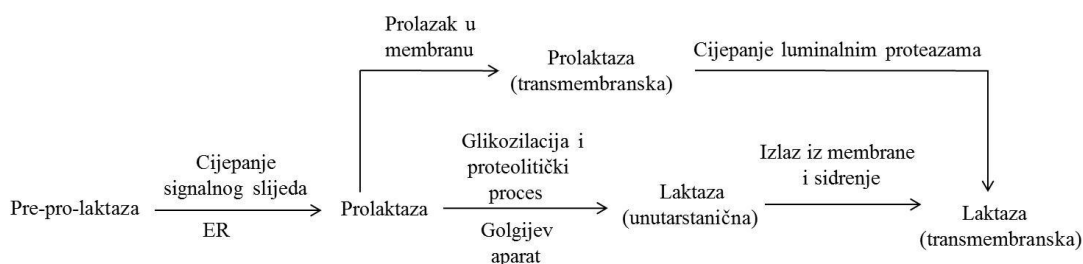 Prolazak u
membranu
Prolaktaza
(transmembranska)
Cijepanje luminalnim proteazama
Pre-pro-laktaza
Cijepanje
signalnog slijeda
ER
Prolaktaza
Glikozilacija i
proteolitički
proces
Golgijev
aparat
Laktaza
(unutarstanična)
Izlaz iz membrane
i sidrenje
Laktaza
(transmembranska)